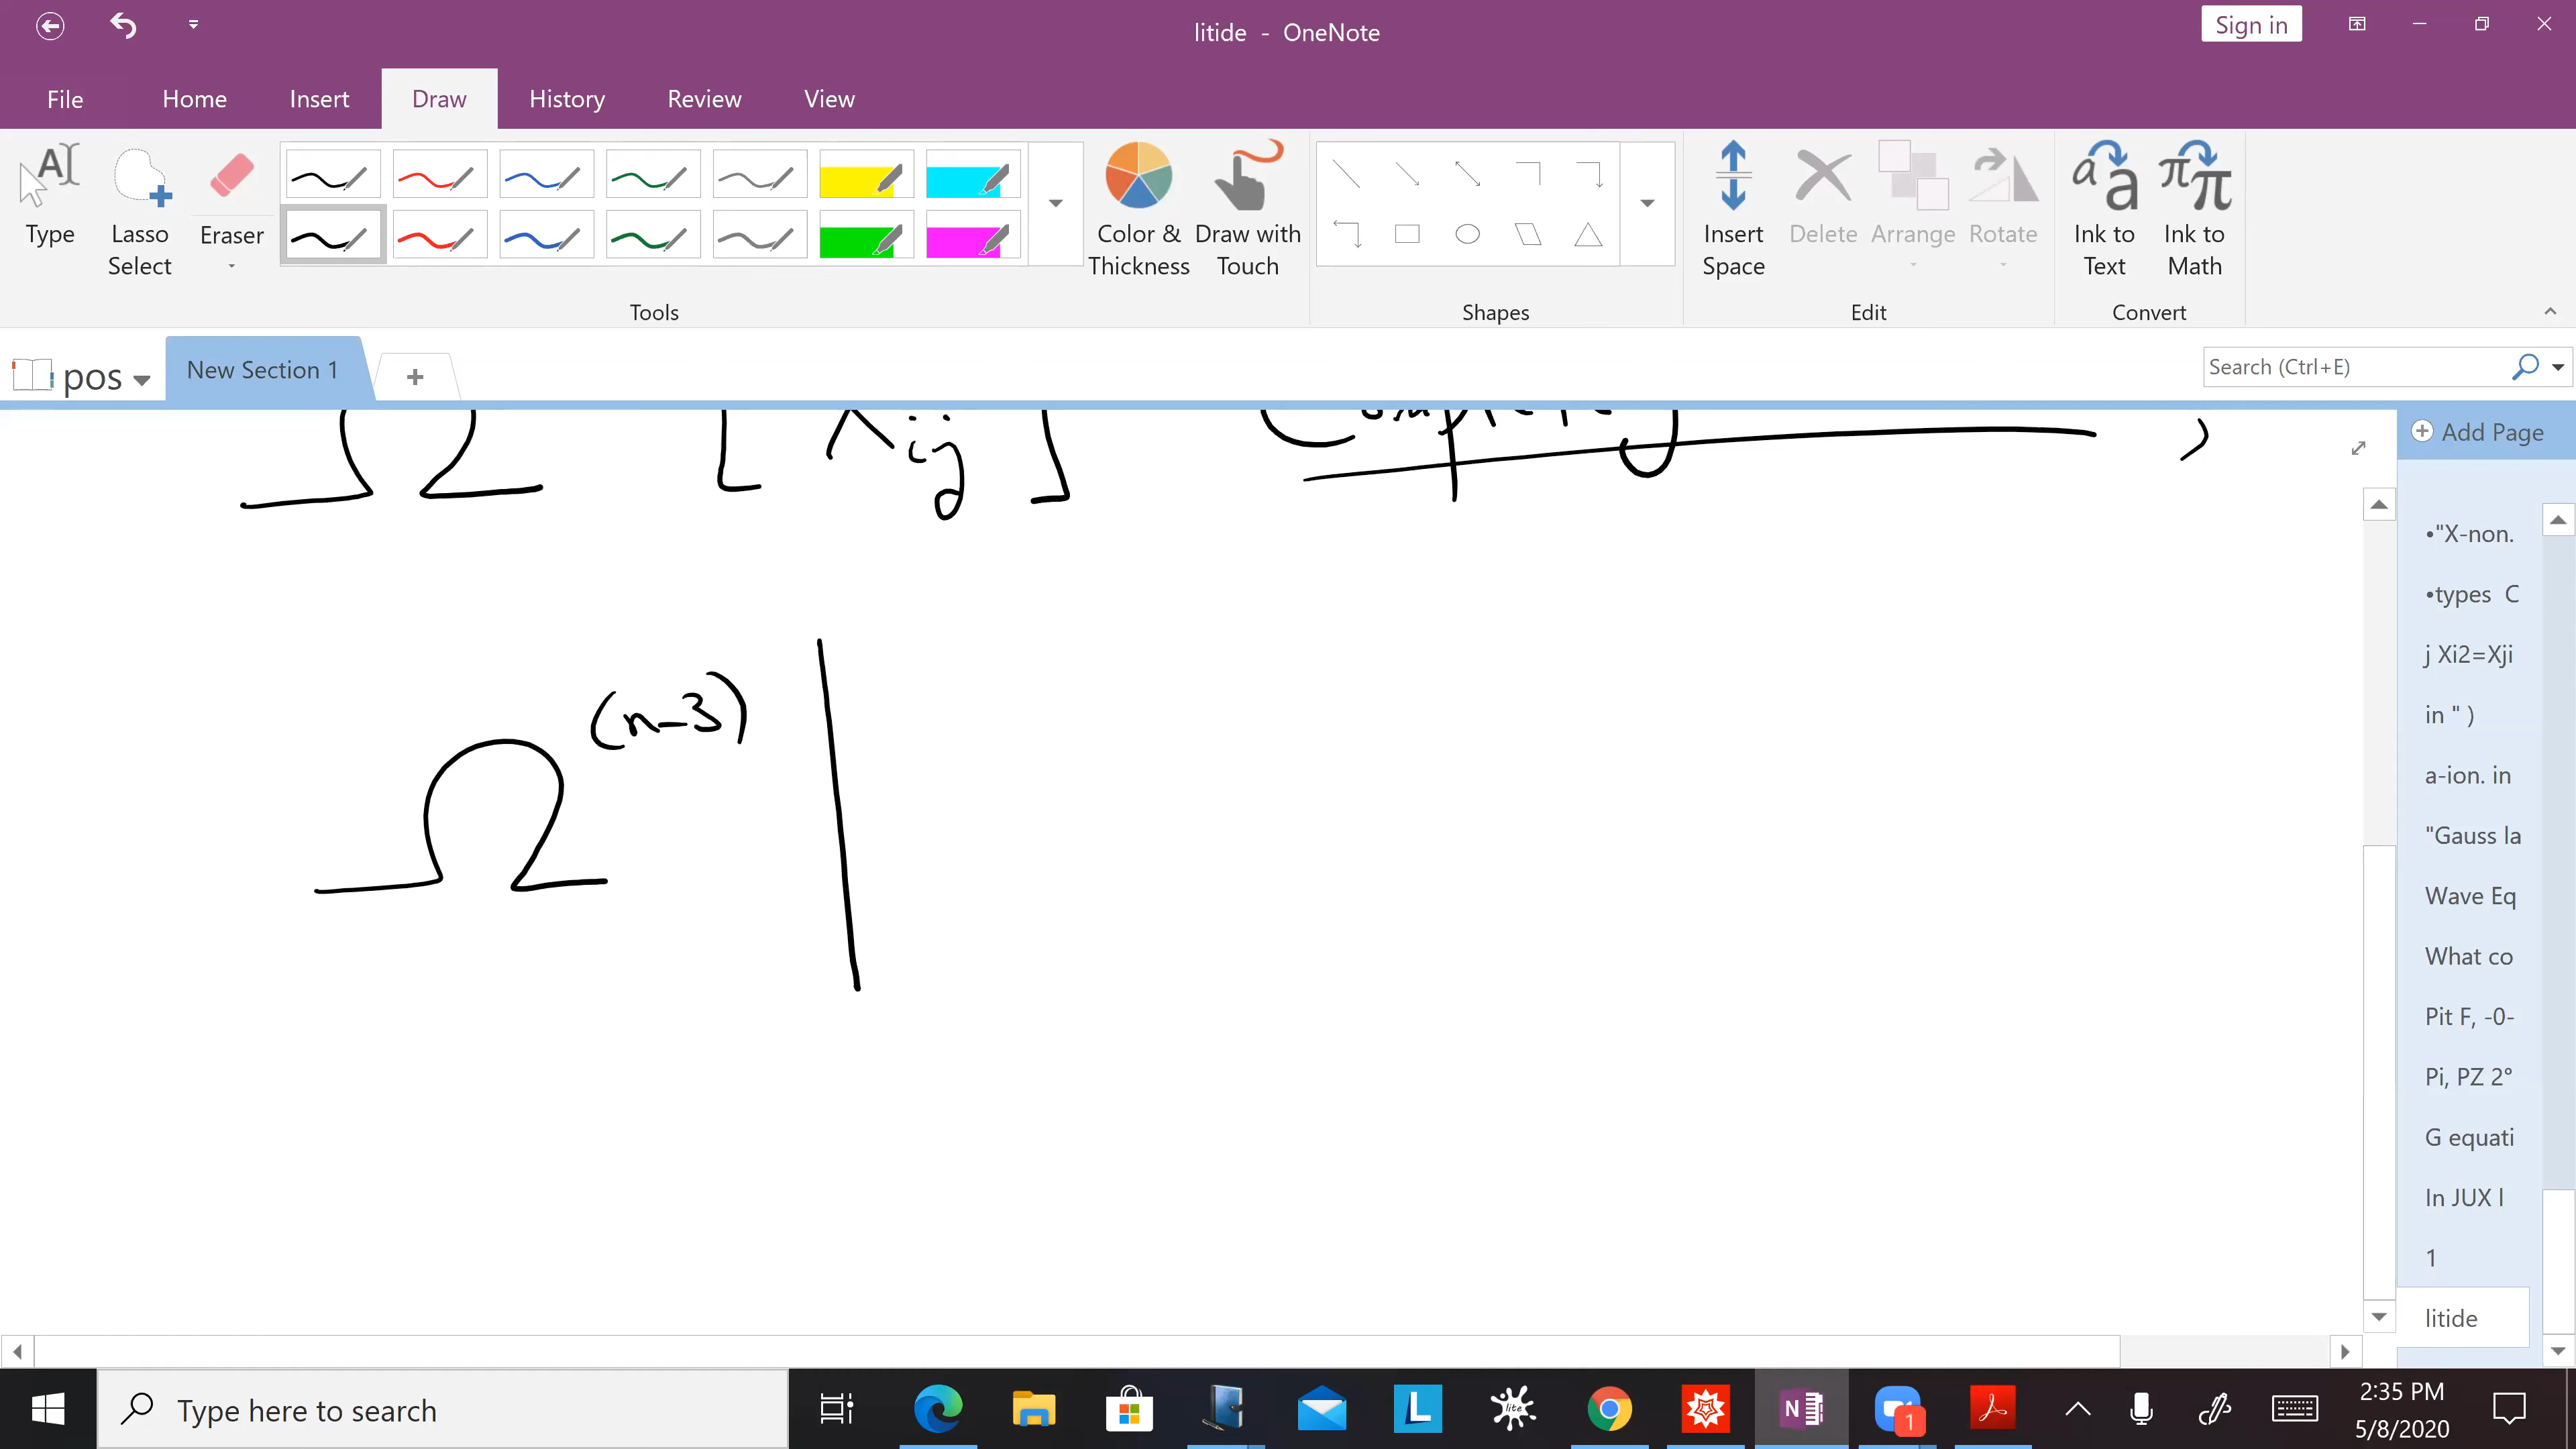 litide - OneNote
Sign in
File Home Insert Draw History Review View
Type
Lasso Select
Eraser
Color & Thickness
Draw with Touch
Insert Space
Delete
Arrange
Rotate
Ink to Text
Ink to Math
Tools
Shapes
Edit
Convert
pos
New Section 1
Search (Ctrl+E)
Add Page
Ω [Xij]
Ω(n-3)
•"X-non.
•types C
j Xi2=Xji
in " )
a-ion. in
"Gauss la
Wave Eq
What co
Pit F, -0-
Pi, PZ 2°
G equati
In JUX l
1
litide
Type here to search
L
lite
N
1
2:35 PM
5/8/2020